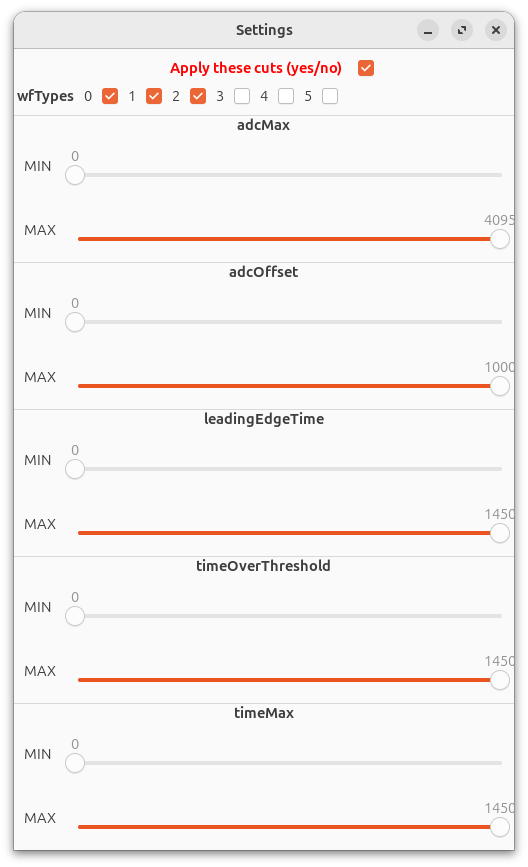 Settings
Apply these cuts (yes/no)
wfTypes 0 1 2 3 4 5
adcMax
0
MIN
4095
MAX
adcOffset
0
MIN
1000
MAX
leadingEdgeTime
0
MIN
1450
MAX
timeOverThreshold
0
MIN
1450
MAX
timeMax
0
MIN
1450
MAX